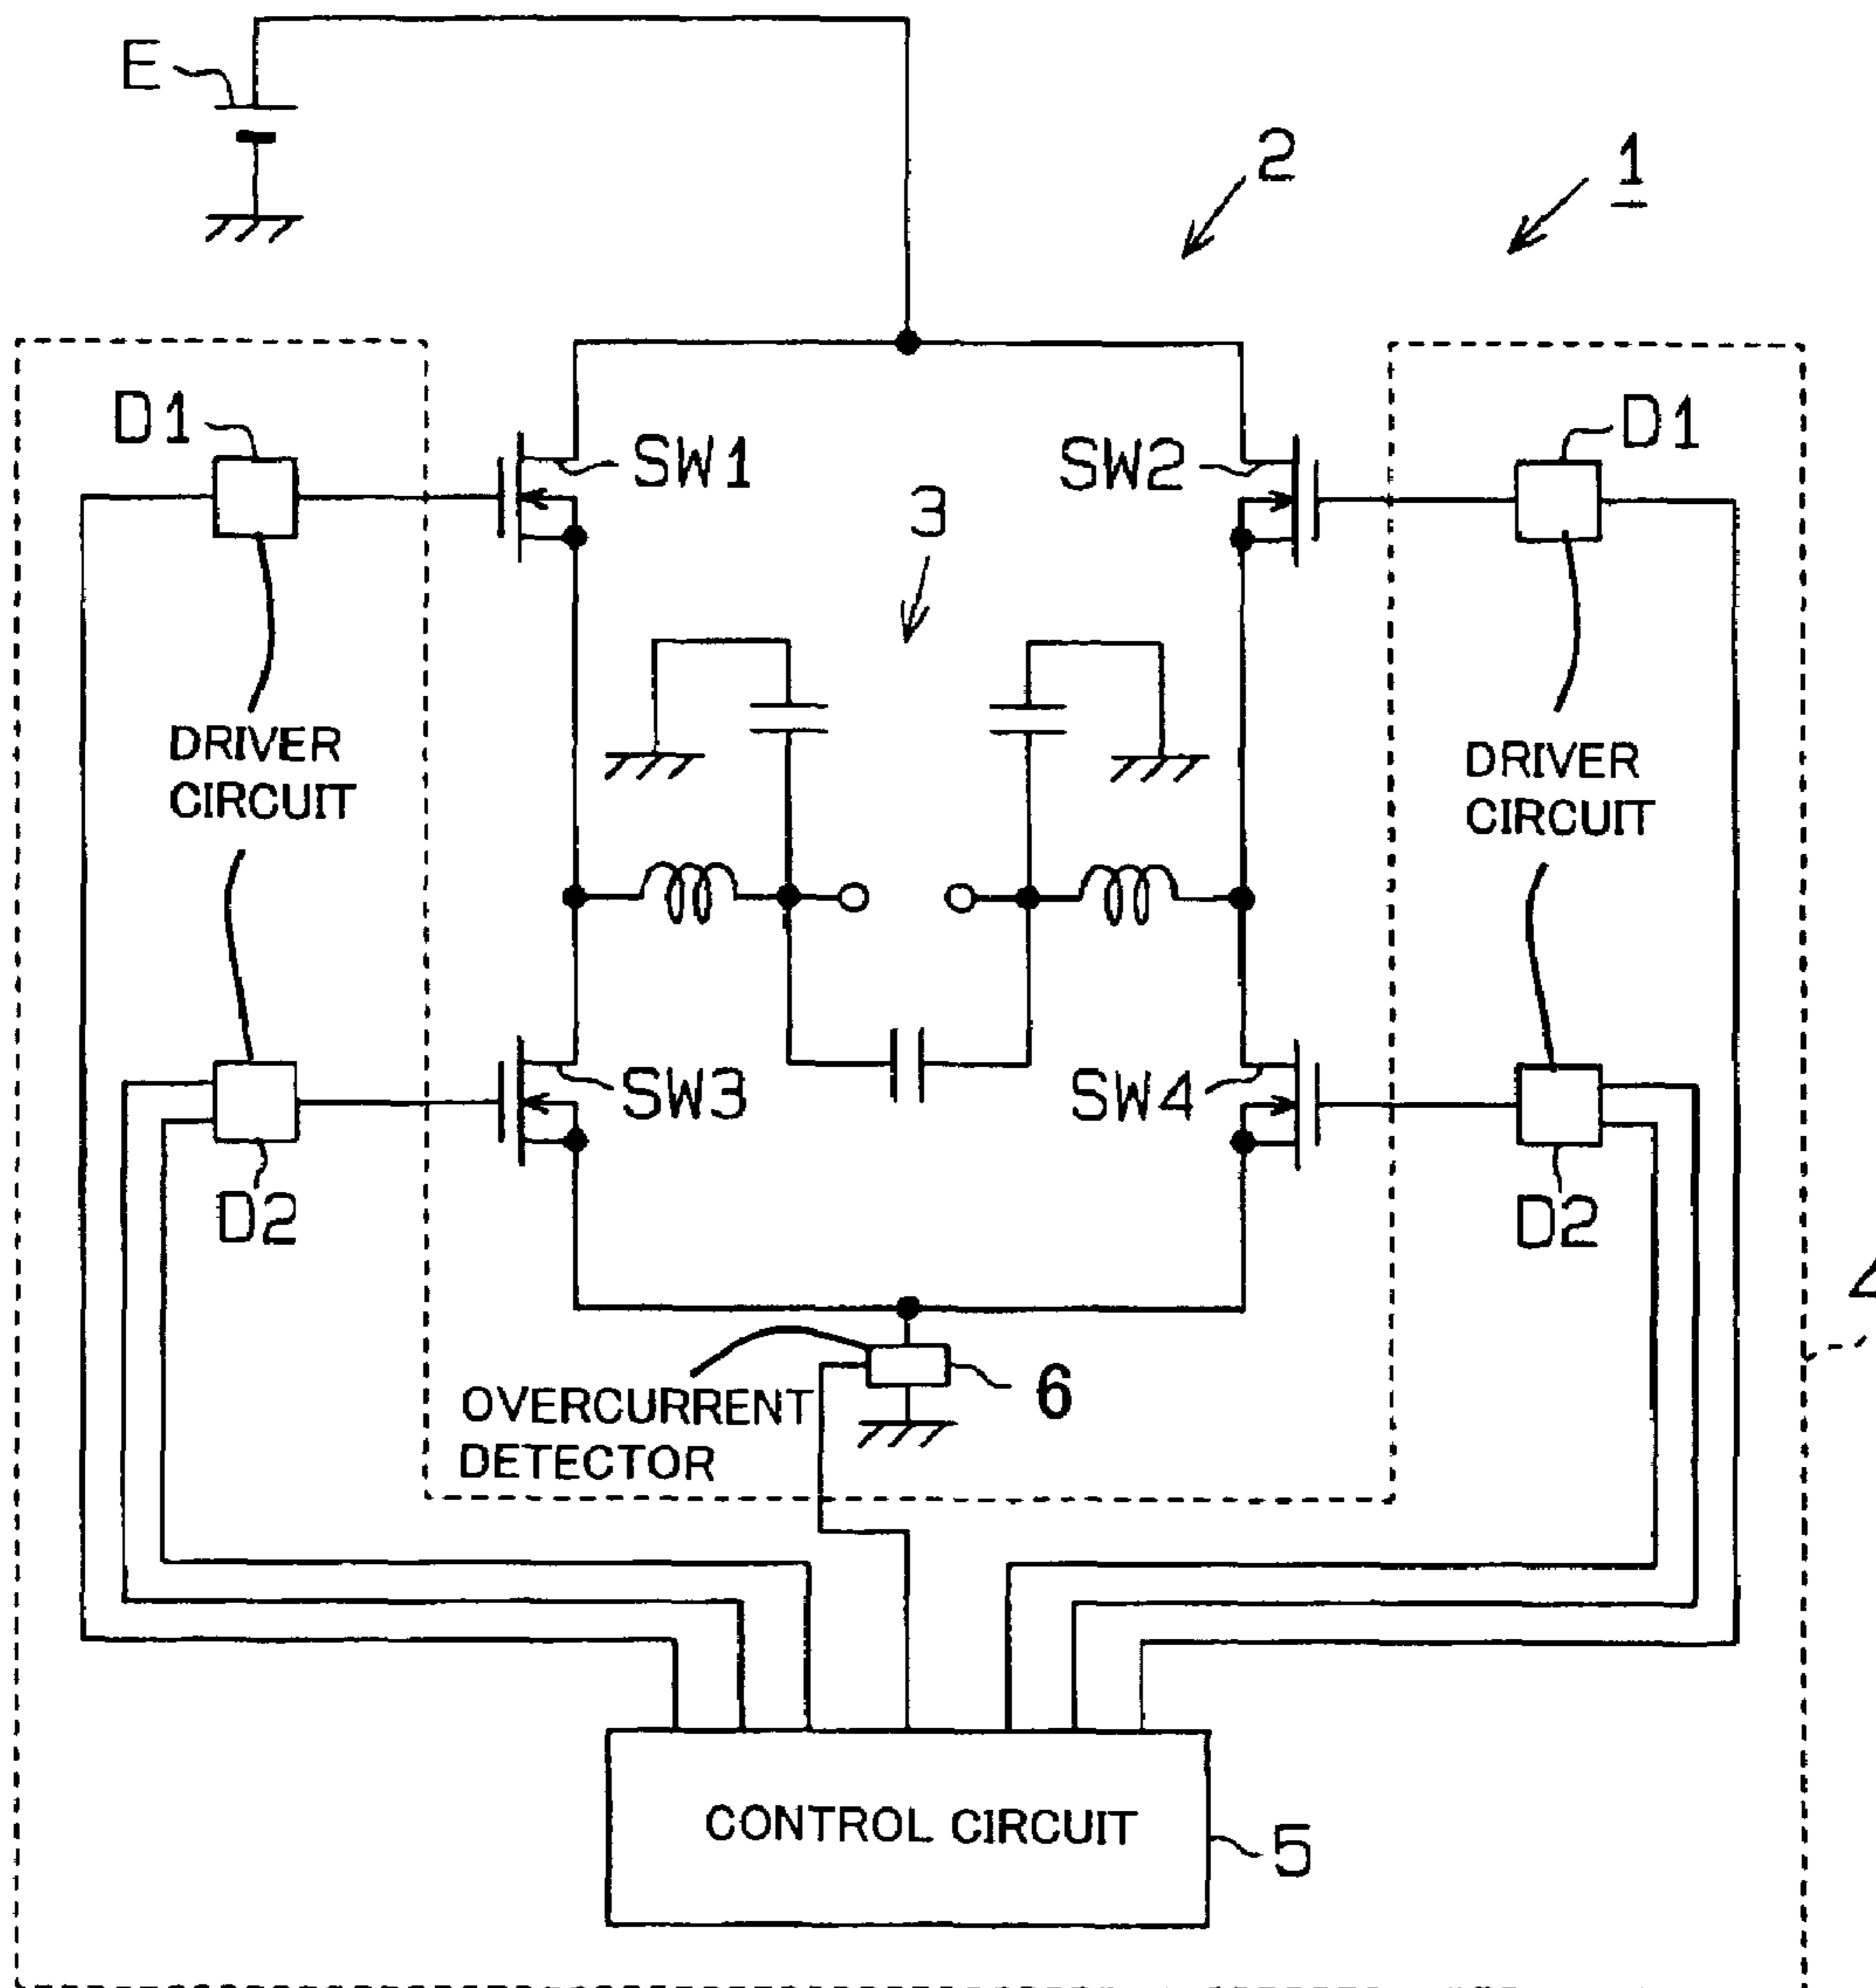 E
2
1
D1
SW1
SW2
D1
3
DRIVER
CIRCUIT
DRIVER
CIRCUIT
SW3
SW4
D2
D2
OVERCURRENT
DETECTOR
6
CONTROL CIRCUIT
5